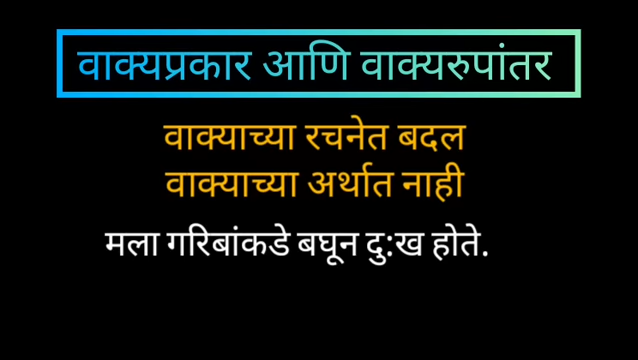 वाक्यप्रकार आणि वाक्यरुपांतर
वाक्याच्या रचनेत बदल
वाक्याच्या अर्थात नाही
मला गरिबांकडे बघून दु:ख होते.